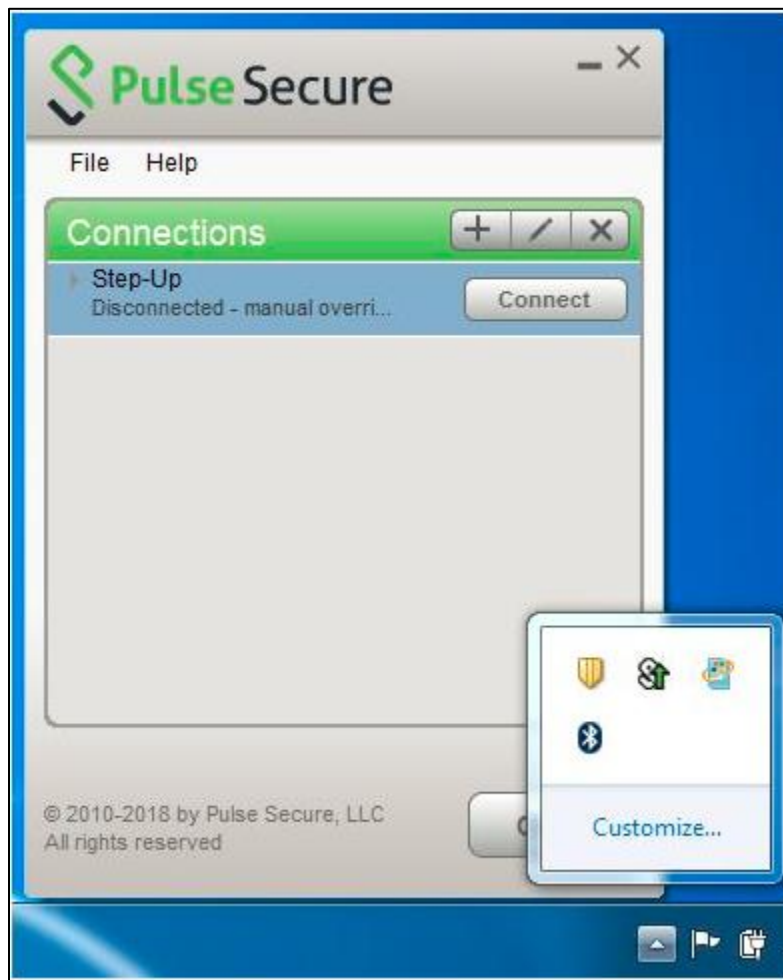 Pulse Secure
File Help
Connections
Step-Up
Disconnected - manual overri...
Connect
© 2010-2018 by Pulse Secure, LLC
All rights reserved
Customize...